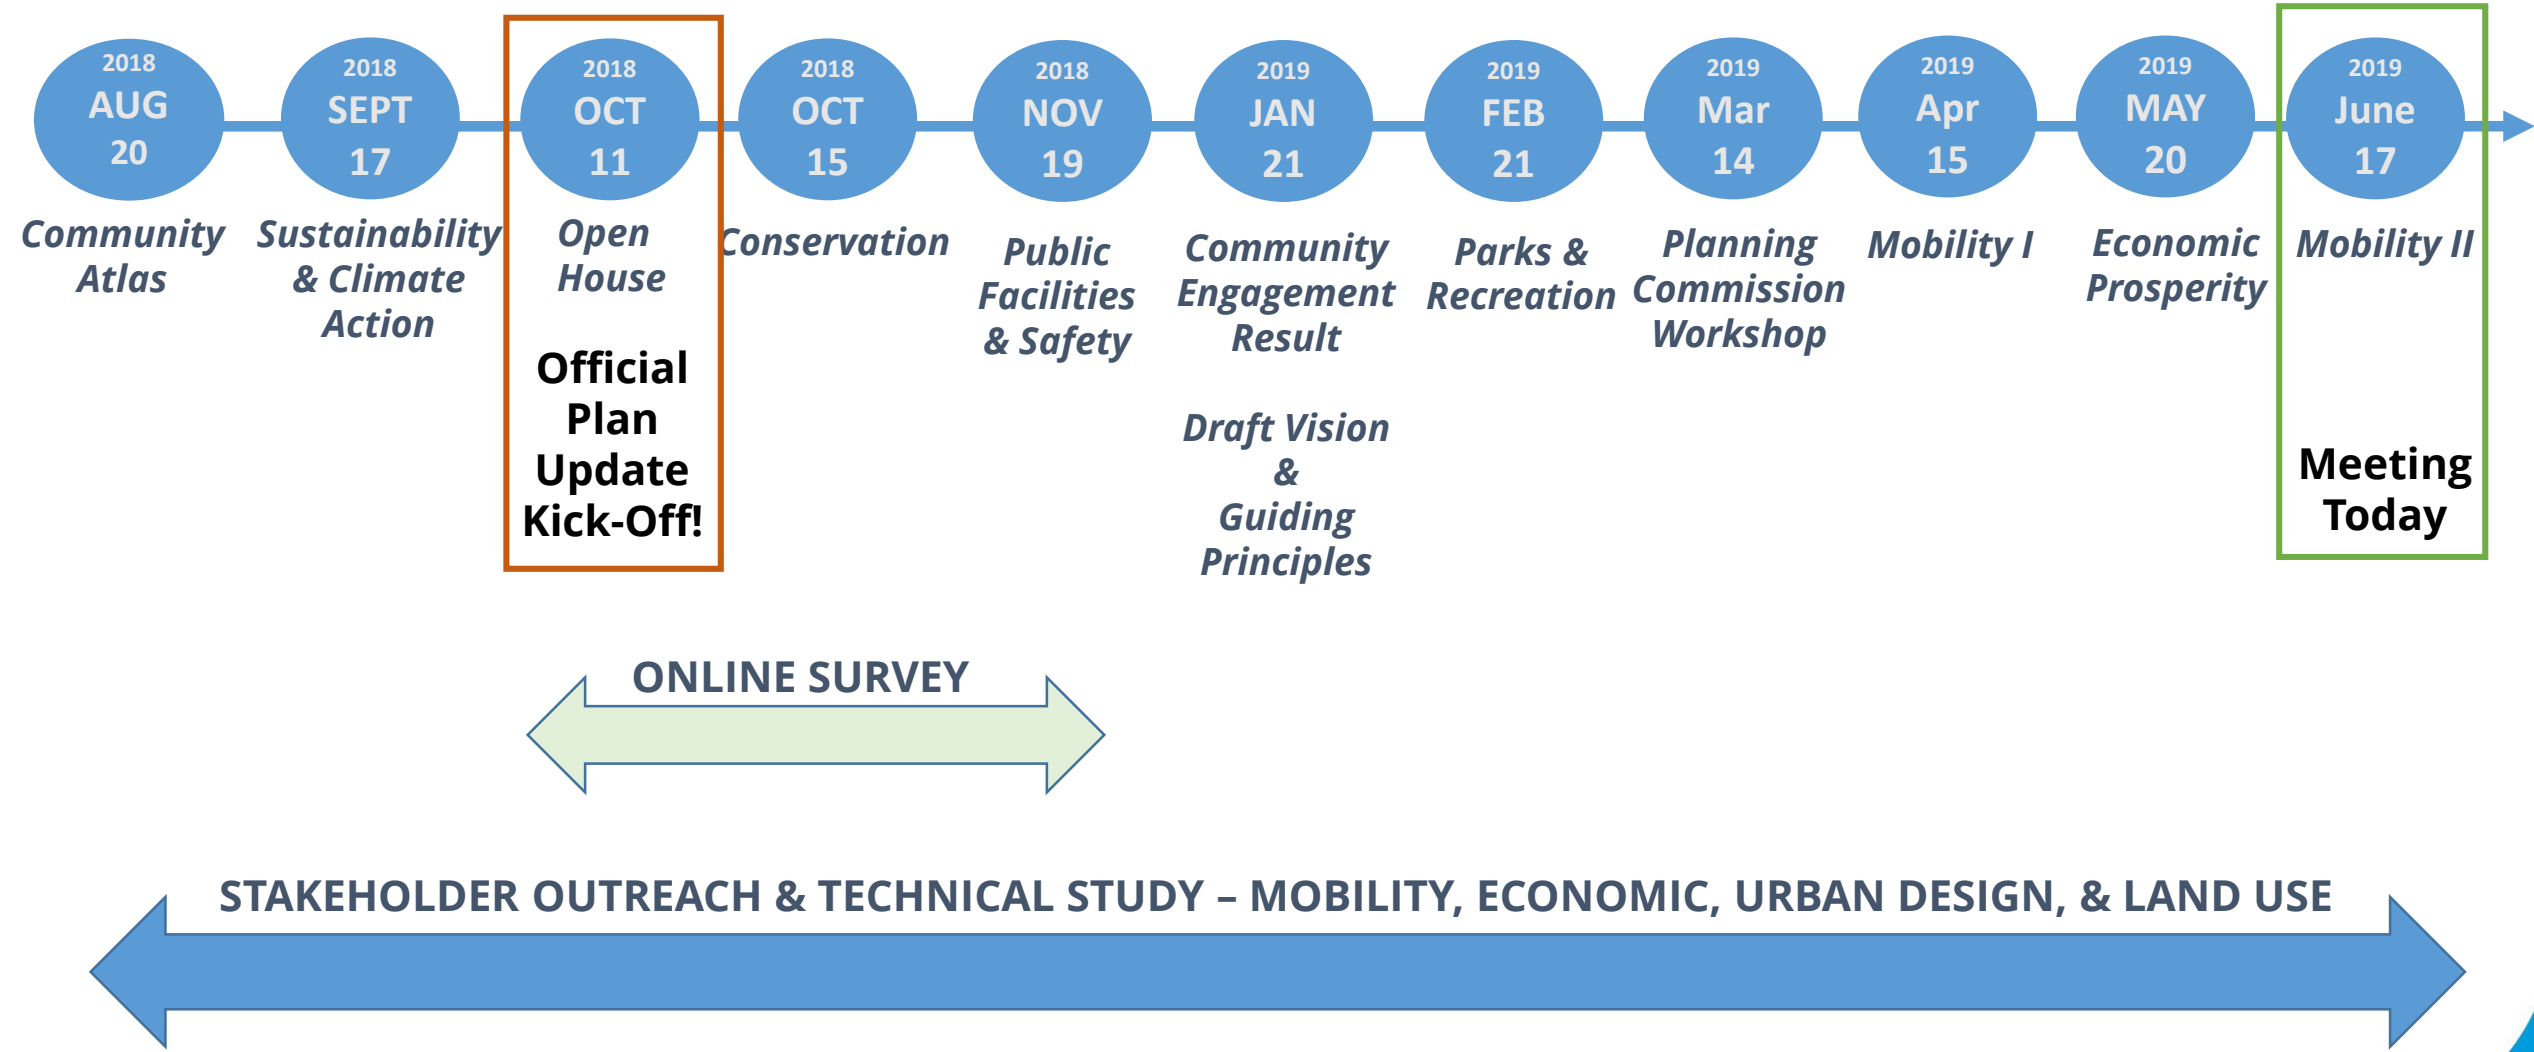 2018
AUG
20
Community
Atlas
2018
SEPT
17
Sustainability
& Climate
Action
2018
OCT
11
Open
House
Official
Plan
Update
Kick-Off!
2018
OCT
15
Conservation
2018
NOV
19
Public
Facilities
& Safety
2019
JAN
21
Community
Engagement
Result
Draft Vision
&
Guiding
Principles
2019
FEB
21
Parks &
Recreation
2019
Mar
14
Planning
Commission
Workshop
2019
Apr
15
Mobility I
2019
MAY
20
Economic
Prosperity
2019
June
17
Mobility II
Meeting
Today
ONLINE SURVEY
STAKEHOLDER OUTREACH & TECHNICAL STUDY – MOBILITY, ECONOMIC, URBAN DESIGN, & LAND USE